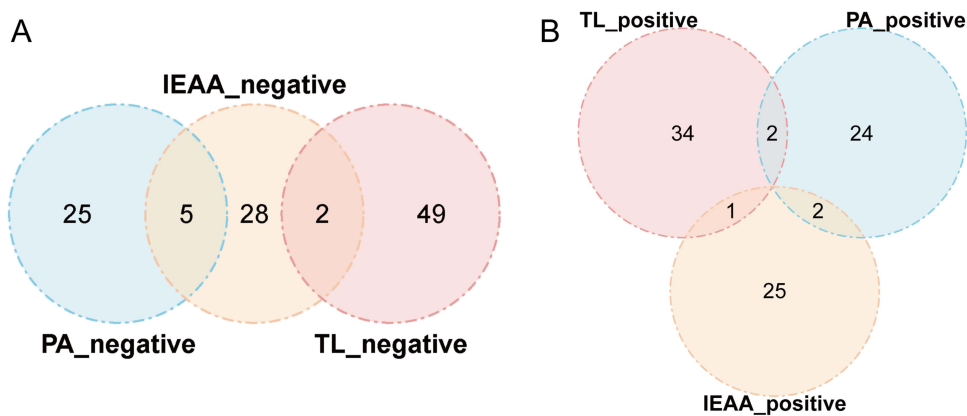 A
IEAA_negative
25 5 28 2 49
PA_negative TL_negative
B
TL_positive PA_positive
34 2 24
1 2
25
IEAA_positive